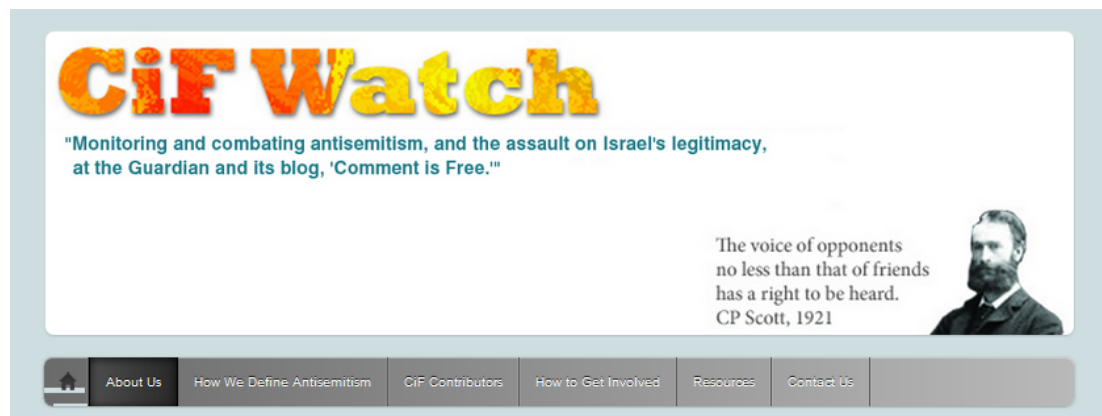 CiF Watch
"Monitoring and combating antisemitism, and the assault on Israel's legitimacy,
at the Guardian and its blog, 'Comment is Free.'"
The voice of opponents
no less than that of friends
has a right to be heard.
CP Scott, 1921
About Us How We Define Antisemitism CiF Contributors How to Get Involved Resources Contact Us